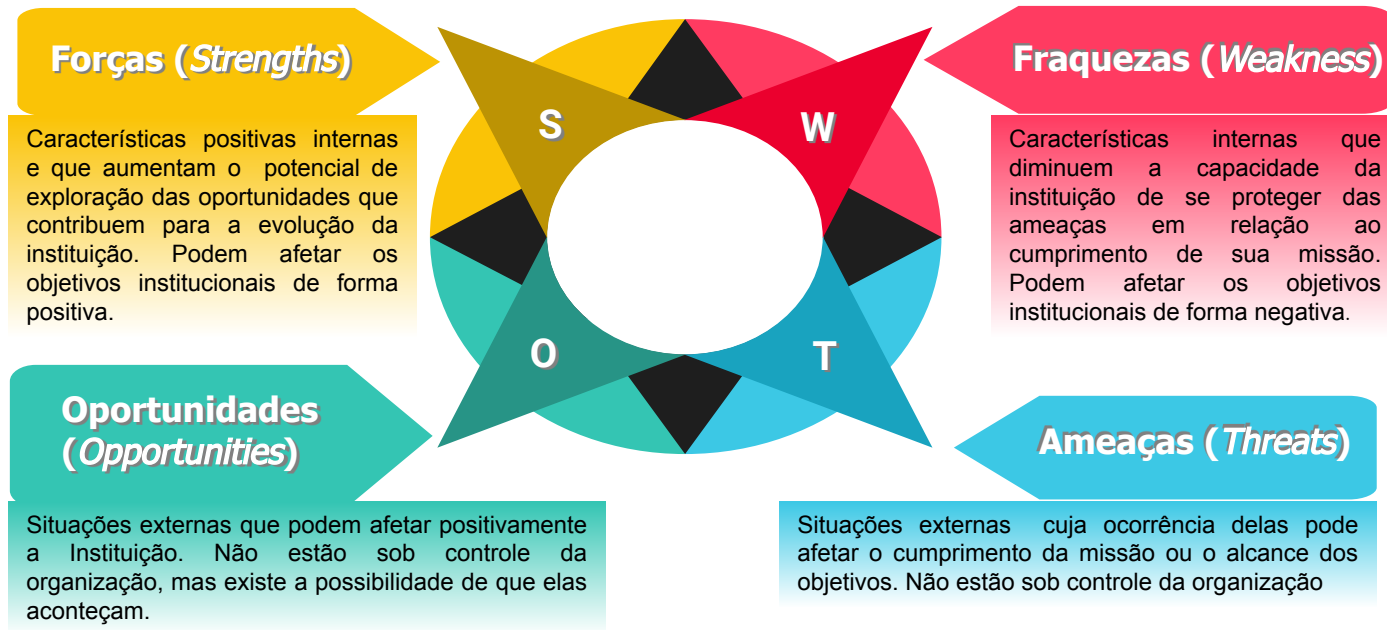 Forças (Strengths)
Características positivas internas
e que aumentam o potencial de
exploração das oportunidades que
contribuem para a evolução da
instituição. Podem afetar os
objetivos institucionais de forma
positiva.
S
W
O
T
Fraquezas (Weakness)
Características internas que
diminuem a capacidade da
instituição de se proteger das
ameaças em relação ao
cumprimento de sua missão.
Podem afetar os objetivos
institucionais de forma negativa.
Oportunidades
(Opportunities)
Situações externas que podem afetar positivamente
a Instituição. Não estão sob controle da
organização, mas existe a possibilidade de que elas
aconteçam.
Ameaças (Threats)
Situações externas cuja ocorrência delas pode
afetar o cumprimento da missão ou o alcance dos
objetivos. Não estão sob controle da organização